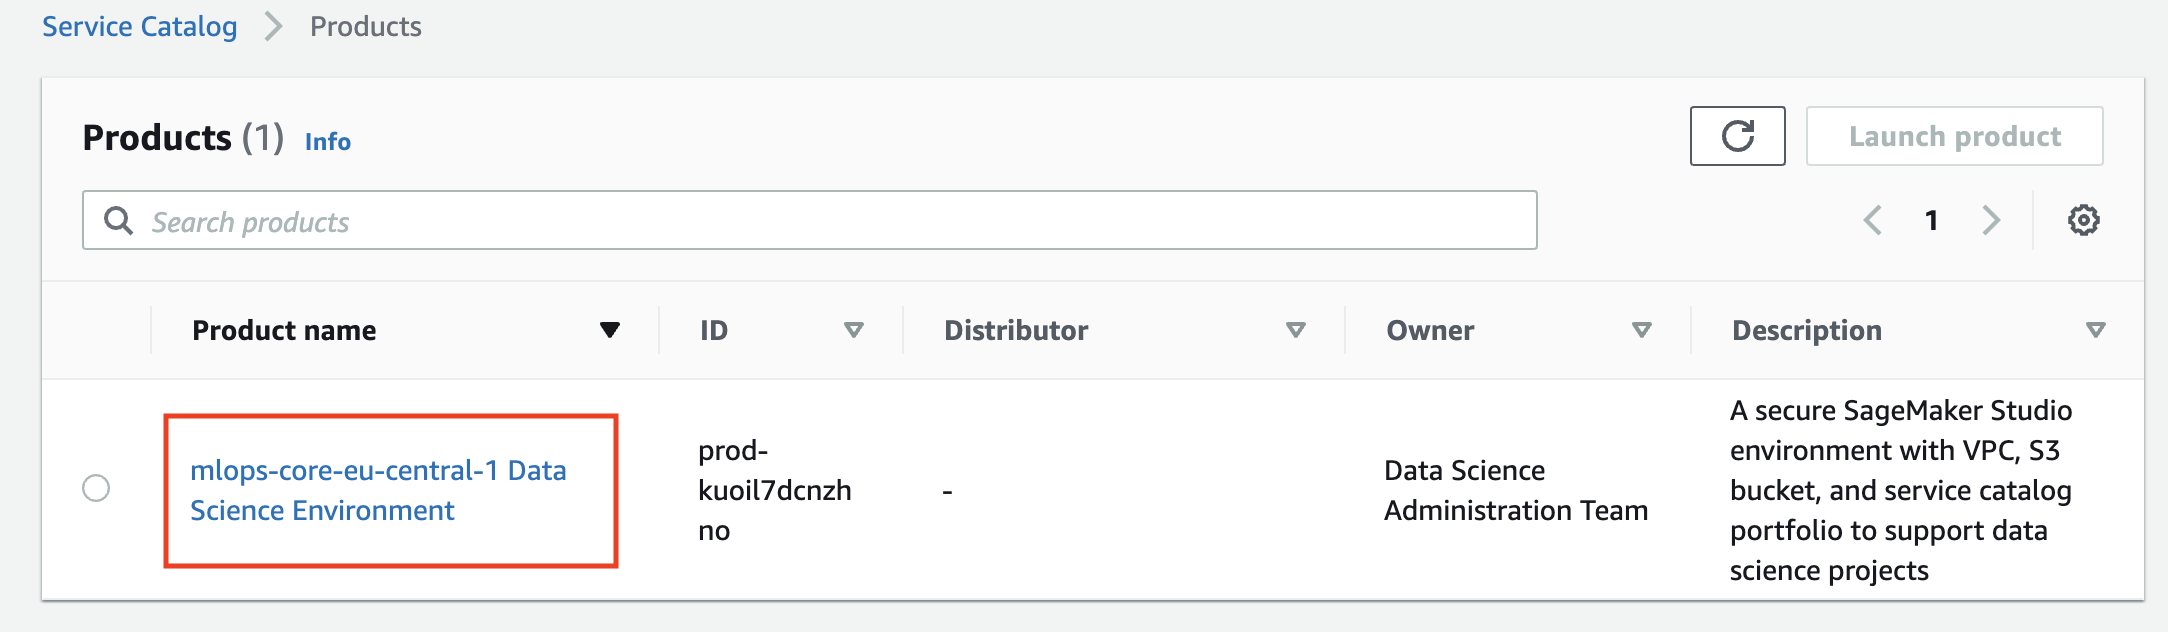 Service Catalog Products
Products (1) Info
Launch product
Search products
1
Product name ID Distributor Owner Description
mlops-core-eu-central-1 Data
Science Environment
prod-
kuoil7dcnzh
no
-
Data Science
Administration Team
A secure SageMaker Studio
environment with VPC, S3
bucket, and service catalog
portfolio to support data
science projects